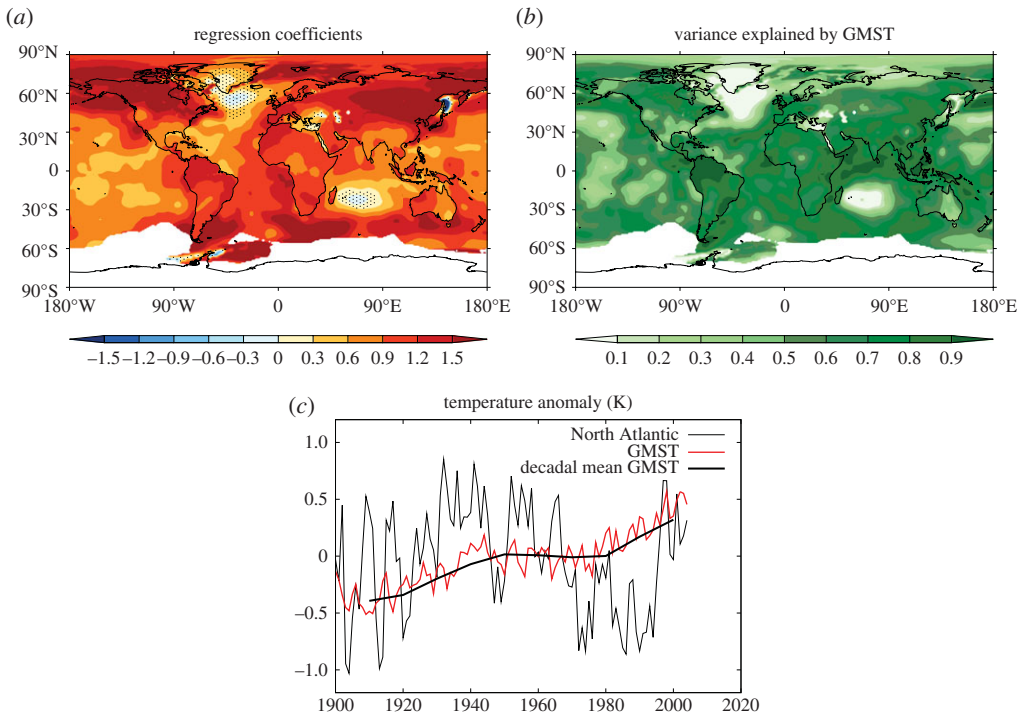 (a)
regression coefficients
90°N
60°N
30°N
0
30°S
60°S
90°S
180°W 90°W 0 90°E 180°E
−1.5 −1.2 −0.9 −0.6 −0.3 0 0.3 0.6 0.9 1.2 1.5
(b)
variance explained by GMST
90°N
60°N
30°N
0
30°S
60°S
90°S
180°W 90°W 0 90°E 180°E
0.1 0.2 0.3 0.4 0.5 0.6 0.7 0.8 0.9
(c)
temperature anomaly (K)
North Atlantic
GMST
decadal mean GMST
1.0
0.5
0
−0.5
−1.0
1900 1920 1940 1960 1980 2000 2020